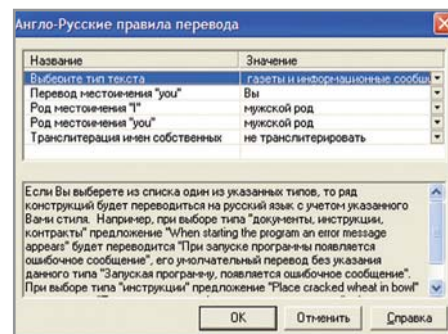 Англо-Русские правила перевода
Название Значение
Выберите тип текста газеты и информационные сообщ
Перевод местоимения "you" Вы
Род местоимения "I" мужской род
Род местоимения "you" мужской род
Транслитерация имен собственных не транслитерировать
Если Вы выберете из списка один из указанных типов, то ряд
конструкций будет переводиться на русский язык с учетом указанного
Вами стиля. Например, при выборе типа "документы, инструкции,
контракты" предложение "When starting the program an error message
appears" будет переводится "При запуске программы появляется
ошибочное сообщение", его умолчательный перевод без указания
данного типа "Запуская программу, появляется ошибочное сообщение".
При выборе типа "инструкции" предложение "Place cracked wheat in bowl"
OK Отменить Справка